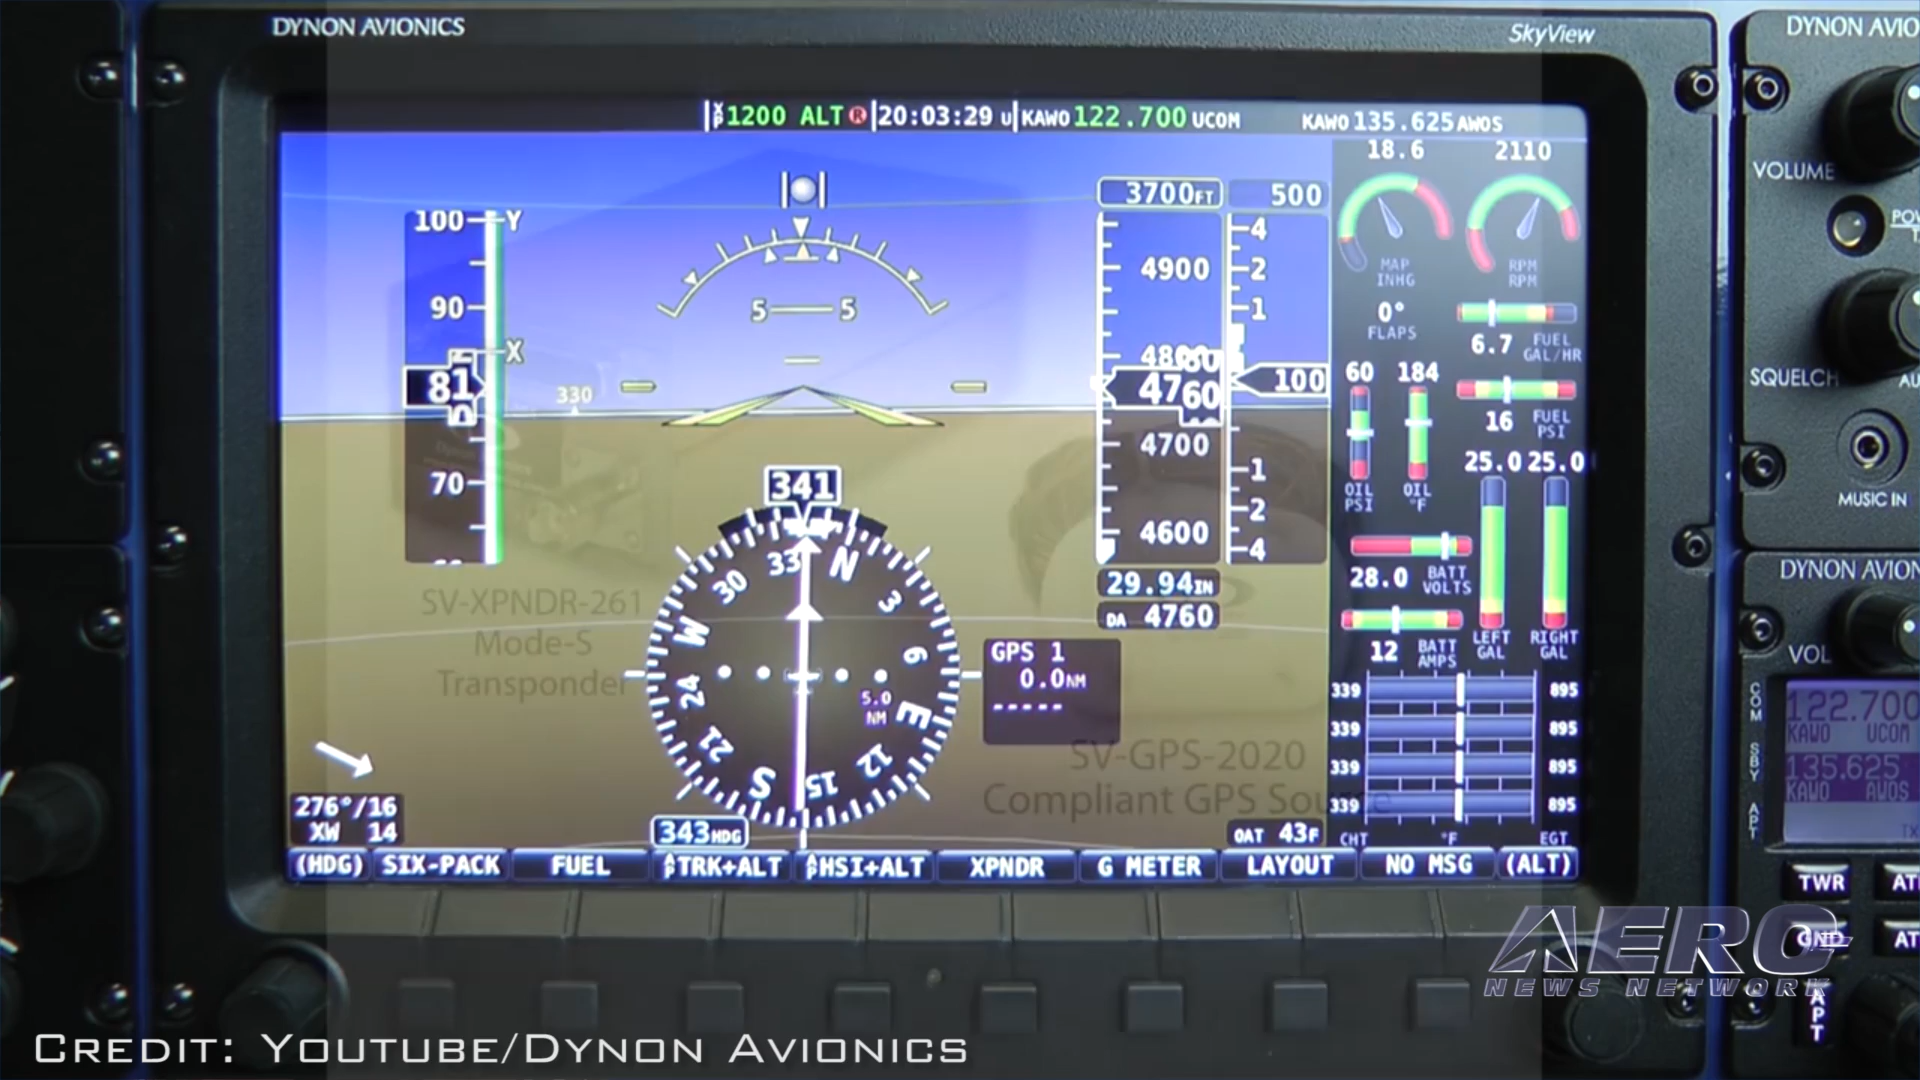 DYNON AVIONICS
SkyView
DYNON AVIO
1200 ALT R 20:03:29 U KAWO 122.700 UCOM KAWO 135.625 AWOS
18.6 2110
VOLUME
3700FT 500
100 Y
4
4900 2
MAP INHG
RPM RPM
5 5
90
1
0° FLAPS
6.7 FUEL GAL/HR
X
4800
60 184
81
330
4760
100
SQUELCH
16 FUEL PSI
4700
25.0 25.0
70
341
1
OIL PSI
OIL °F
MUSIC IN
2
4600
4
N 3 6 E 12 15 S 21 24 W 30 33
29.94IN
28.0 BATT VOLTS
DYNON AVION
SV-XPNDR-261
Mode-S
Transponder
DA 4760
12 BATT AMPS
LEFT GAL
RIGHT GAL
GPS 1
0.0NM
-----
5.0 NM
VOL
339 895
339 895
339 895
339 895
COM
SBY
APT
122.700
KAWO UCOM
135.625
KAWO AWOS
SV-GPS-2020
Compliant GPS Source
276°/16
XW 14
343HDG
OAT 43F
CHT °F EGT
(HDG) SIX-PACK FUEL AP TRK+ALT AP HSI+ALT XPNDR G METER LAYOUT NO MSG (ALT)
TWR AT
GND AT
APT
AERO
NEWS NETWORK
CREDIT: YOUTUBE/DYNON AVIONICS